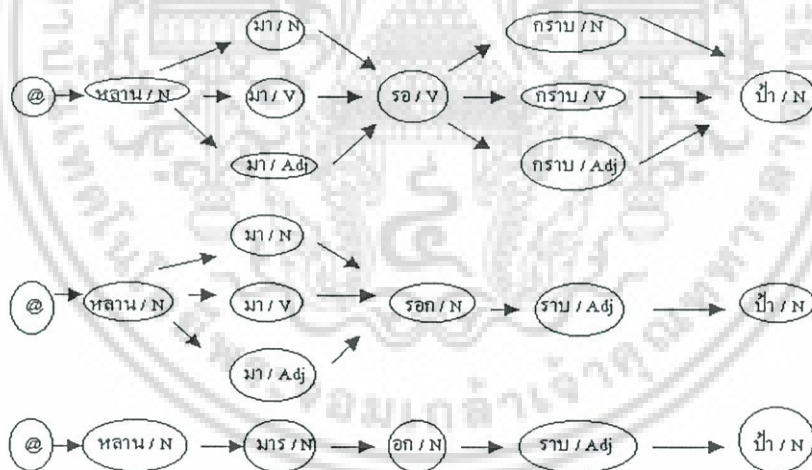 มา / N กราบ / N
@ หลาน / N มา / V รอ / V กราบ / V ป้า / N
มา / Adj กราบ / Adj
มา / N
@ หลาน / N มา / V รอก / N ราบ / Adj ป้า / N
มา / Adj
@ หลาน / N มาร / N อก / N ราบ / Adj ป้า / N